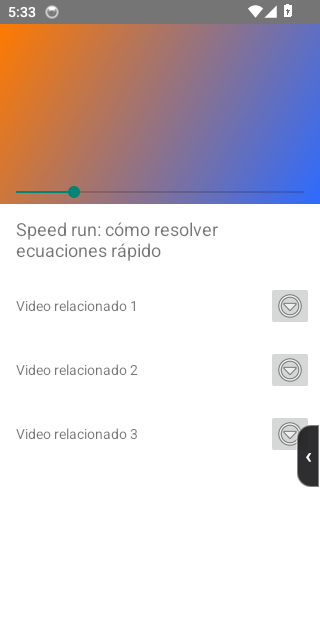 5:33
Speed run: cómo resolver
ecuaciones rápido
Video relacionado 1
Video relacionado 2
Video relacionado 3